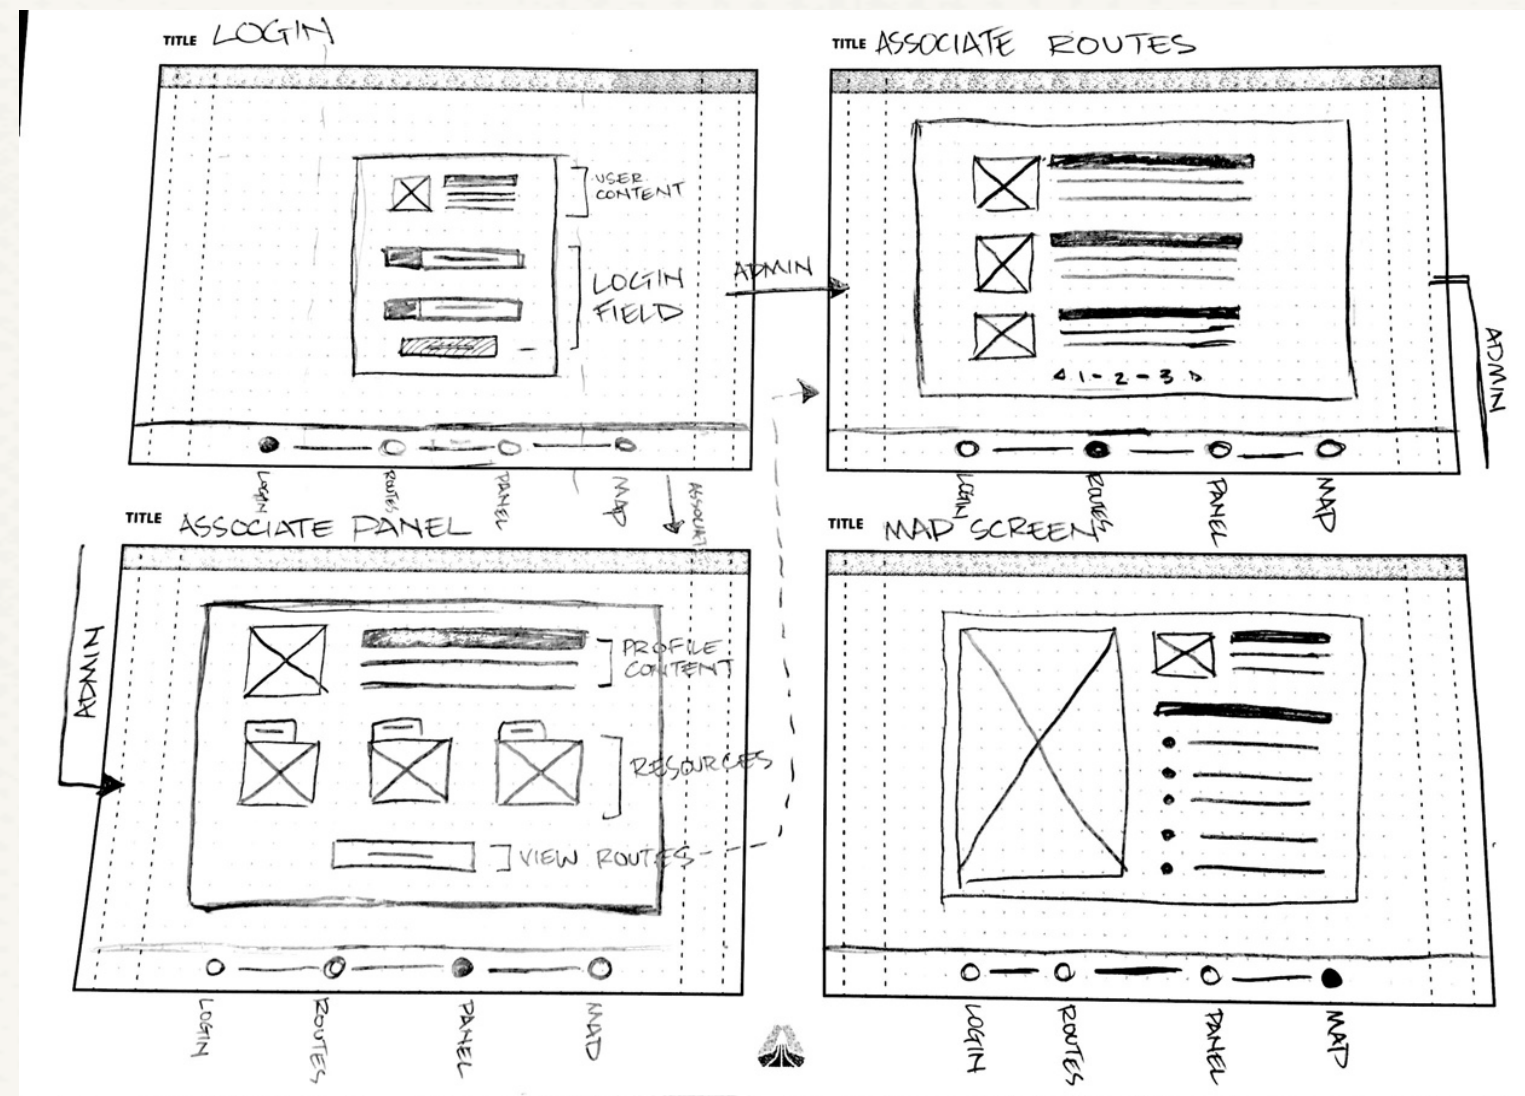 TITLE LOGIN
USER
CONTENT
LOGIN
FIELD
LOGIN
ROUTES
PANEL
MAP
ADMIN
ASSOCIAT
TITLE ASSOCIATE ROUTES
1-2-3
LOGIN
ROUTES
PANEL
MAP
ADMIN
TITLE ASSOCIATE PANEL
ADMIN
PROFILE
CONTENT
RESOURCES
VIEW ROUTES
LOGIN
ROUTES
PANEL
MAP
TITLE MAP SCREEN
LOGIN
ROUTES
PANEL
MAP